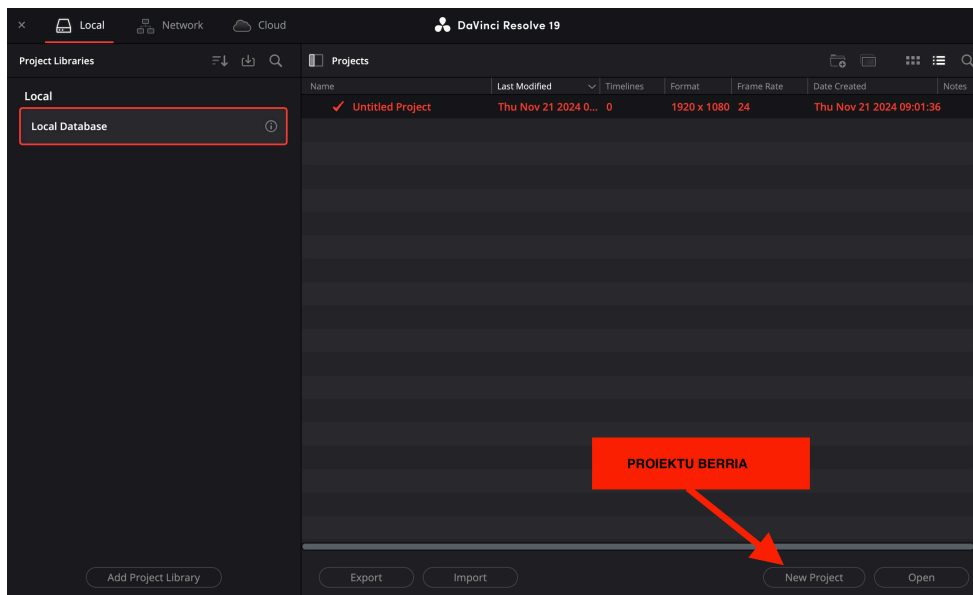 Local Network Cloud DaVinci Resolve 19
Project Libraries Projects
Name Last Modified Timelines Format Frame Rate Date Created Notes
Local
Untitled Project Thu Nov 21 2024 0... 0 1920 x 1080 24 Thu Nov 21 2024 09:01:36
Local Database
PROIEKTU BERRIA
Add Project Library Export Import New Project Open